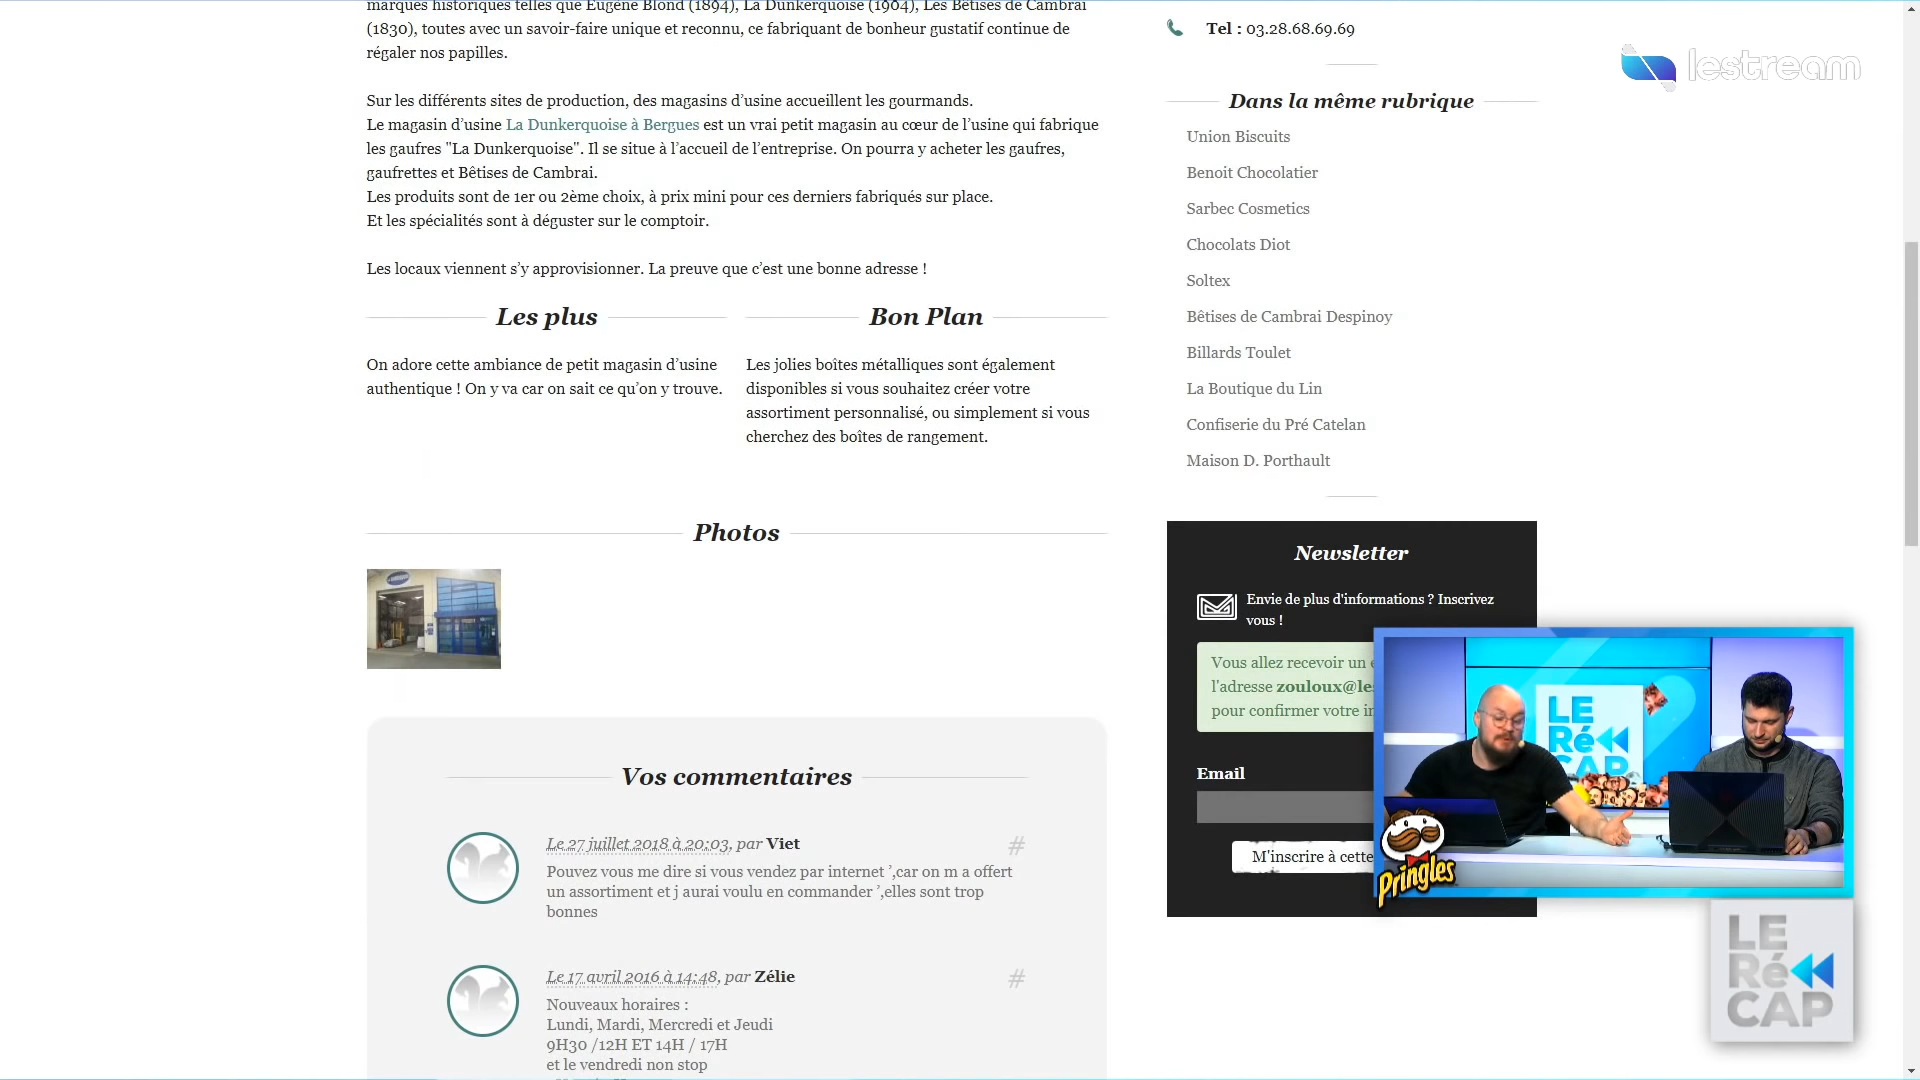 marques historiques telles que Eugène Blond (1894), La Dunkerquoise (1904), Les Bêtises de Cambrai
(1830), toutes avec un savoir-faire unique et reconnu, ce fabriquant de bonheur gustatif continue de
régaler nos papilles.
Sur les différents sites de production, des magasins d’usine accueillent les gourmands.
Le magasin d’usine La Dunkerquoise à Bergues est un vrai petit magasin au cœur de l’usine qui fabrique
les gaufres "La Dunkerquoise". Il se situe à l’accueil de l’entreprise. On pourra y acheter les gaufres,
gaufrettes et Bêtises de Cambrai.
Les produits sont de 1er ou 2ème choix, à prix mini pour ces derniers fabriqués sur place.
Et les spécialités sont à déguster sur le comptoir.
Les locaux viennent s’y approvisionner. La preuve que c’est une bonne adresse !
Les plus
On adore cette ambiance de petit magasin d’usine
authentique ! On y va car on sait ce qu’on y trouve.
Bon Plan
Les jolies boîtes métalliques sont également
disponibles si vous souhaitez créer votre
assortiment personnalisé, ou simplement si vous
cherchez des boîtes de rangement.
Photos
Vos commentaires
Le 27 juillet 2018 à 20:03, par Viet #
Pouvez vous me dire si vous vendez par internet ’,car on m a offert
un assortiment et j aurai voulu en commander ’,elles sont trop
bonnes
Le 17 avril 2016 à 14:48, par Zélie #
Nouveaux horaires :
Lundi, Mardi, Mercredi et Jeudi
9H30 /12H ET 14H / 17H
et le vendredi non stop
Tel : 03.28.68.69.69
lestream
Dans la même rubrique
Union Biscuits
Benoit Chocolatier
Sarbec Cosmetics
Chocolats Diot
Soltex
Bêtises de Cambrai Despinoy
Billards Toulet
La Boutique du Lin
Confiserie du Pré Catelan
Maison D. Porthault
Newsletter
Envie de plus d'informations ? Inscrivez
vous !
Vous allez recevoir un
l'adresse zouloux@le
pour confirmer votre
Email
M'inscrire à cette
LE
Ré
CAP
Pringles
LE
Ré
CAP